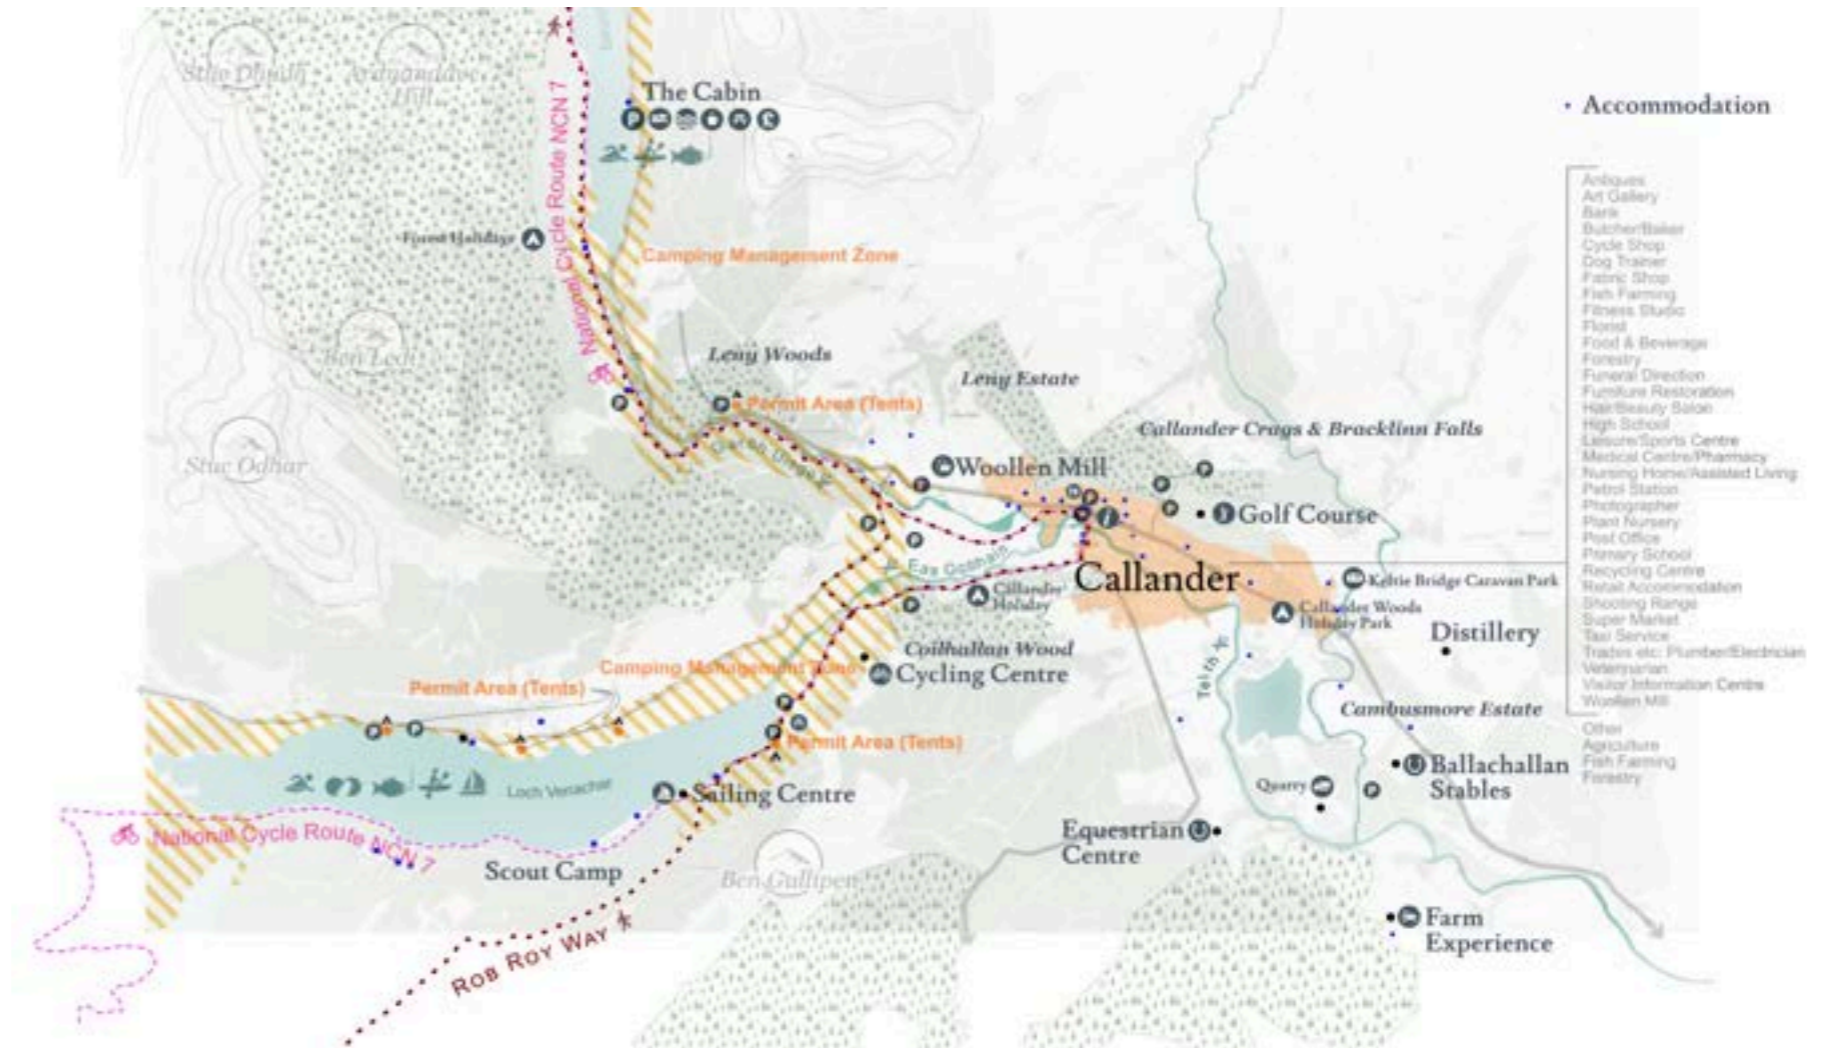 The Cabin
P
Accommodation
National Cycle Route NCN 7
Forest Holidays
Camping Management Zone
Antiques
Art Gallery
Bank
Butcher/Baker
Cycle Shop
Dog Trainer
Fabric Shop
Fish Farming
Fitness Studio
Florist
Food & Beverage
Forestry
Funeral Direction
Furniture Restoration
Hair/Beauty Salon
High School
Leisure/Sports Centre
Medical Centre/Pharmacy
Nursing Home/Assisted Living
Petrol Station
Photographer
Plant Nursery
Post Office
Primary School
Recycling Centre
Retail Accommodation
Shooting Range
Super Market
Taxi Service
Trades etc: Plumber/Electrician
Veterinarian
Visitor Information Centre
Woollen Mill
Other
Agriculture
Fish Farming
Forestry
Ben Ledi
Leny Woods
Leny Estate
P
P
Permit Area (Tents)
Callander Crags & Bracklinn Falls
Stuc Odhar
Woollen Mill
P
P
P
P
P
i
Golf Course
P
P
Eas Gobhain
Callander
Callander
Holiday
P
Keltie Bridge Caravan Park
Callander Woods
Holiday Park
Distillery
Coilhallan Wood
Cycling Centre
Camping Management Zone
Permit Area (Tents)
Teith
Cambusmore Estate
P
P
P
P
Permit Area (Tents)
Loch Venachar
Sailing Centre
Ballachallan
Stables
Quarry
P
National Cycle Route NCN 7
Scout Camp
Ben Gullipen
Equestrian
Centre
Farm
Experience
Rob Roy Way